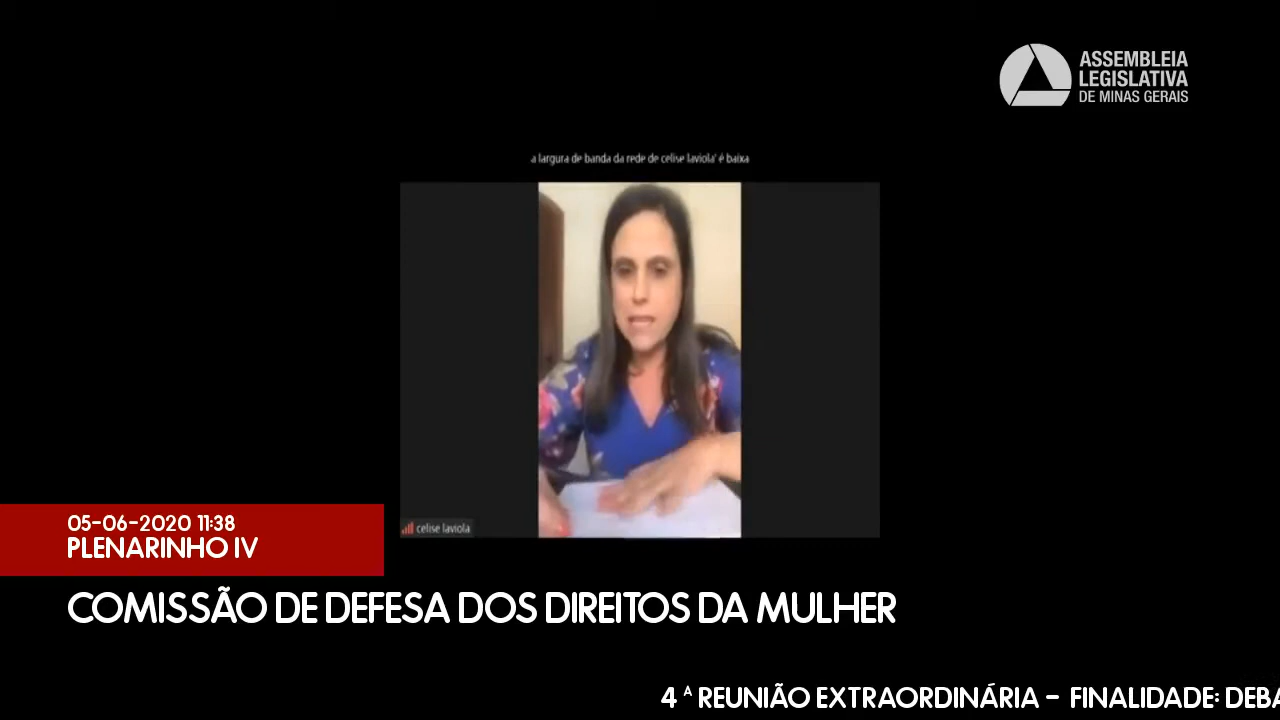 ASSEMBLEIA
LEGISLATIVA
DE MINAS GERAIS
a largura de banda da rede de celise laviola' é baixa
celise laviola
05-06-2020 11:38
PLENARINHO IV
COMISSÃO DE DEFESA DOS DIREITOS DA MULHER
4ª REUNIÃO EXTRAORDINÁRIA - FINALIDADE: DEBA